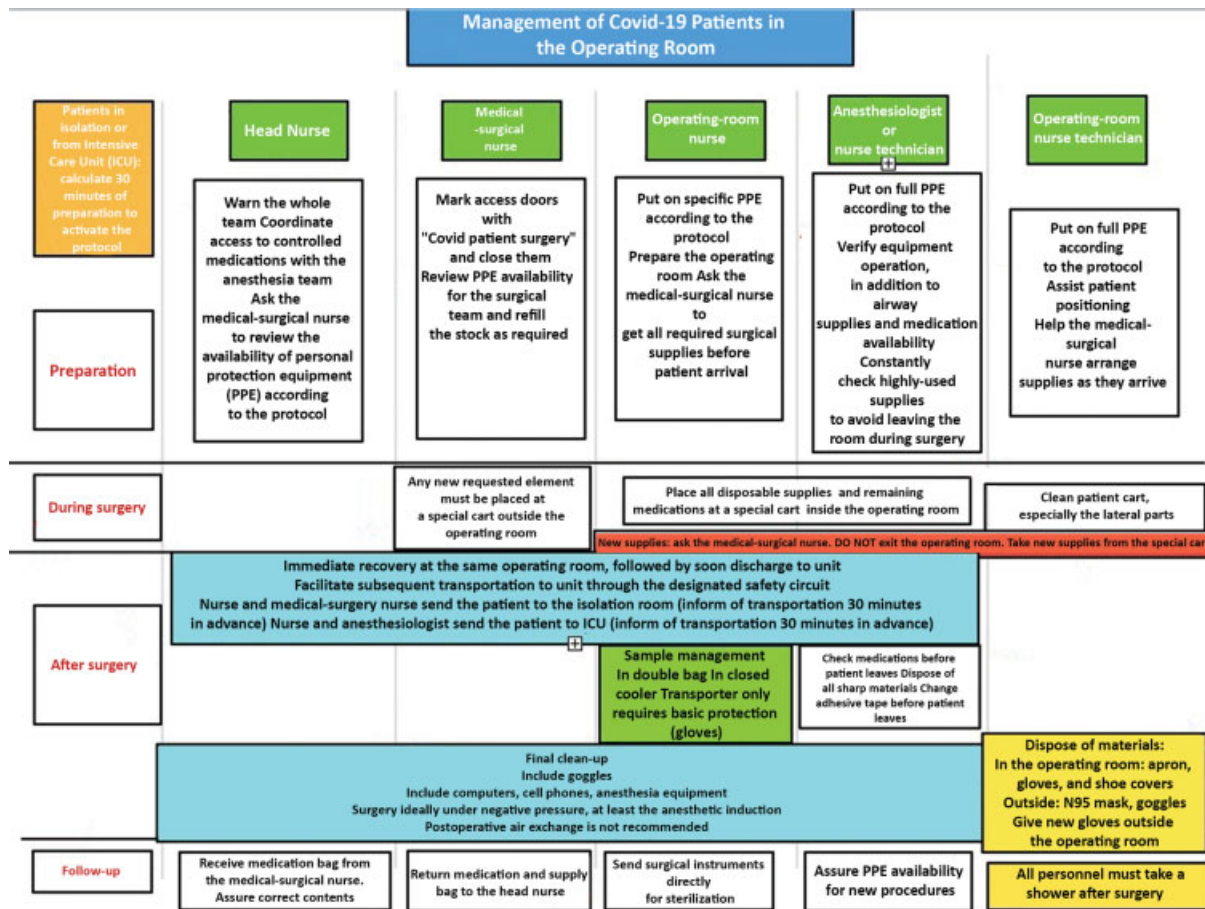 Management of Covid-19 Patients in
the Operating Room
Patients in
isolation or
from Intensive
Care Unit (ICU):
calculate 30
minutes of
preparation to
activate the
protocol
Head Nurse
Medical
-surgical
nurse
Operating-room
nurse
Anesthesiologist
or
nurse technician
Operating-room
nurse technician
Preparation
Warn the whole
team Coordinate
access to controlled
medications with the
anesthesia team
Ask the
medical-surgical nurse
to review the
availability of personal
protection equipment
(PPE) according
to the protocol
Mark access doors
with
"Covid patient surgery"
and close them
Review PPE availability
for the surgical
team and refill
the stock as required
Put on specific PPE
according to the
protocol
Prepare the operating
room Ask the
medical-surgical nurse
to
get all required surgical
supplies before
patient arrival
Put on full PPE
according to the
protocol
Verify equipment
operation,
in addition to
airway
supplies and medication
availability
Constantly
check highly-used
supplies
to avoid leaving the
room during surgery
Put on full PPE
according
to the protocol
Assist patient
positioning
Help the medical-
surgical
nurse arrange
supplies as they arrive
During surgery
Any new requested element
must be placed at
a special cart outside the
operating room
Place all disposable supplies and remaining
medications at a special cart inside the operating room
Clean patient cart,
especially the lateral parts
New supplies: ask the medical-surgical nurse. DO NOT exit the operating room. Take new supplies from the special car
After surgery
Immediate recovery at the same operating room, followed by soon discharge to unit
Facilitate subsequent transportation to unit through the designated safety circuit
Nurse and medical-surgery nurse send the patient to the isolation room (inform of transportation 30 minutes
in advance) Nurse and anesthesiologist send the patient to ICU (inform of transportation 30 minutes in advance)
Sample management
In double bag In closed
cooler Transporter only
requires basic protection
(gloves)
Check medications before
patient leaves Dispose of
all sharp materials Change
adhesive tape before patient
leaves
Final clean-up
Include goggles
Include computers, cell phones, anesthesia equipment
Surgery ideally under negative pressure, at least the anesthetic induction
Postoperative air exchange is not recommended
Dispose of materials:
In the operating room: apron,
gloves, and shoe covers
Outside: N95 mask, goggles
Give new gloves outside
the operating room
Follow-up
Receive medication bag from
the medical-surgical nurse.
Assure correct contents
Return medication and supply
bag to the head nurse
Send surgical instruments
directly
for sterilization
Assure PPE availability
for new procedures
All personnel must take a
shower after surgery